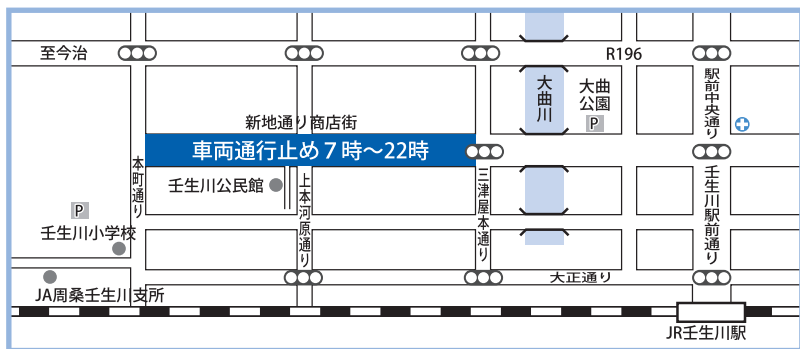 至今治
R196
大曲川
大曲
公園
P
駅前中央通り
新地通り商店街
車両通行止め7時〜22時
本町通り
壬生川公民館
上本河原通り
三津屋本通り
壬生川駅前通り
P
壬生川小学校
大正通り
JA周桑壬生川支所
JR壬生川駅